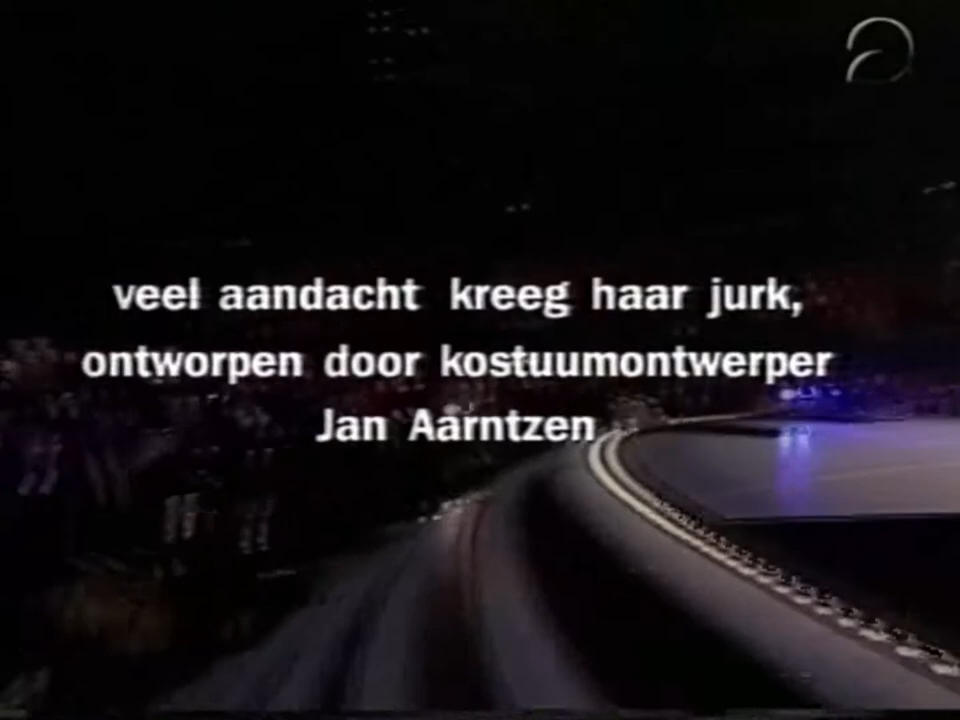 veel aandacht kreeg haar jurk,
ontworpen door kostuumontwerper
Jan Aarntzen